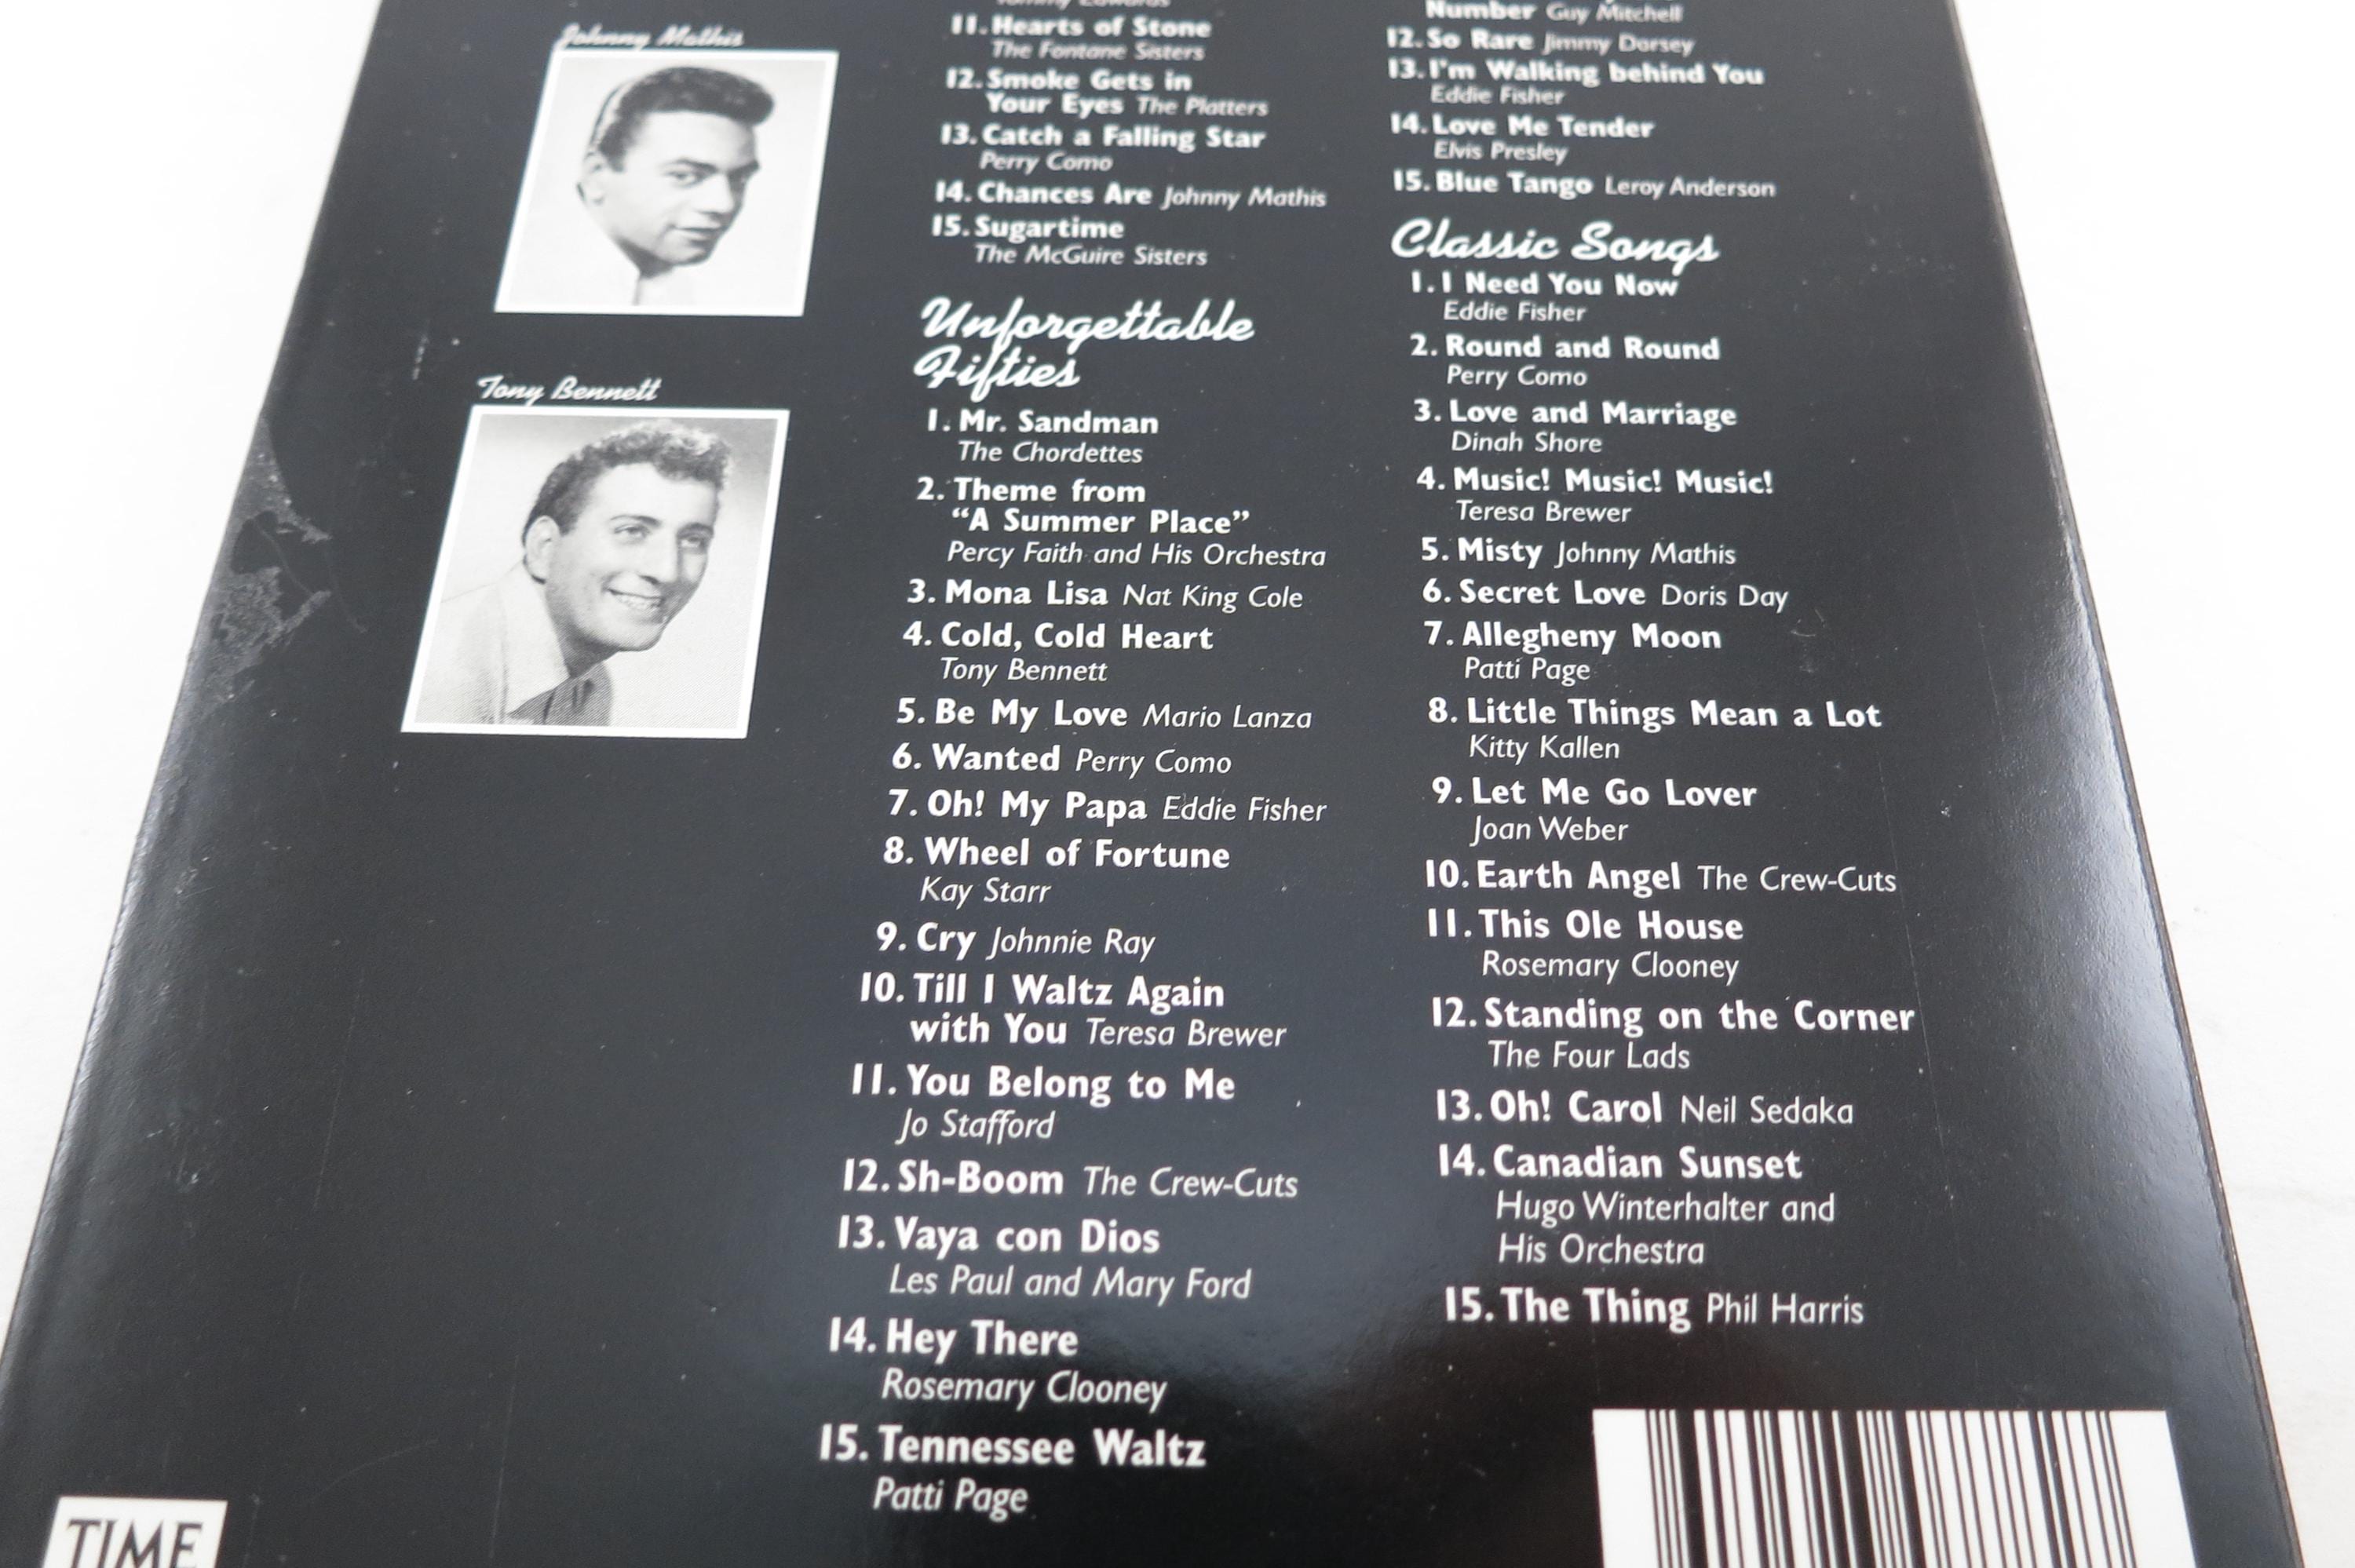 Johnny Mathis
Tony Bennett
11. Hearts of Stone
The Fontane Sisters
12. Smoke Gets in
Your Eyes The Platters
13. Catch a Falling Star
Perry Como
14. Chances Are Johnny Mathis
15. Sugartime
The McGuire Sisters
Unforgettable
Fifties
1. Mr. Sandman
The Chordettes
2. Theme from
“A Summer Place”
Percy Faith and His Orchestra
3. Mona Lisa Nat King Cole
4. Cold, Cold Heart
Tony Bennett
5. Be My Love Mario Lanza
6. Wanted Perry Como
7. Oh! My Papa Eddie Fisher
8. Wheel of Fortune
Kay Starr
9. Cry Johnnie Ray
10. Till I Waltz Again
with You Teresa Brewer
11. You Belong to Me
Jo Stafford
12. Sh-Boom The Crew-Cuts
13. Vaya con Dios
Les Paul and Mary Ford
14. Hey There
Rosemary Clooney
15. Tennessee Waltz
Patti Page
Number Guy Mitchell
12. So Rare Jimmy Dorsey
13. I'm Walking behind You
Eddie Fisher
14. Love Me Tender
Elvis Presley
15. Blue Tango Leroy Anderson
Classic Songs
1. I Need You Now
Eddie Fisher
2. Round and Round
Perry Como
3. Love and Marriage
Dinah Shore
4. Music! Music! Music!
Teresa Brewer
5. Misty Johnny Mathis
6. Secret Love Doris Day
7. Allegheny Moon
Patti Page
8. Little Things Mean a Lot
Kitty Kallen
9. Let Me Go Lover
Joan Weber
10. Earth Angel The Crew-Cuts
11. This Ole House
Rosemary Clooney
12. Standing on the Corner
The Four Lads
13. Oh! Carol Neil Sedaka
14. Canadian Sunset
Hugo Winterhalter and
His Orchestra
15. The Thing Phil Harris
TIME